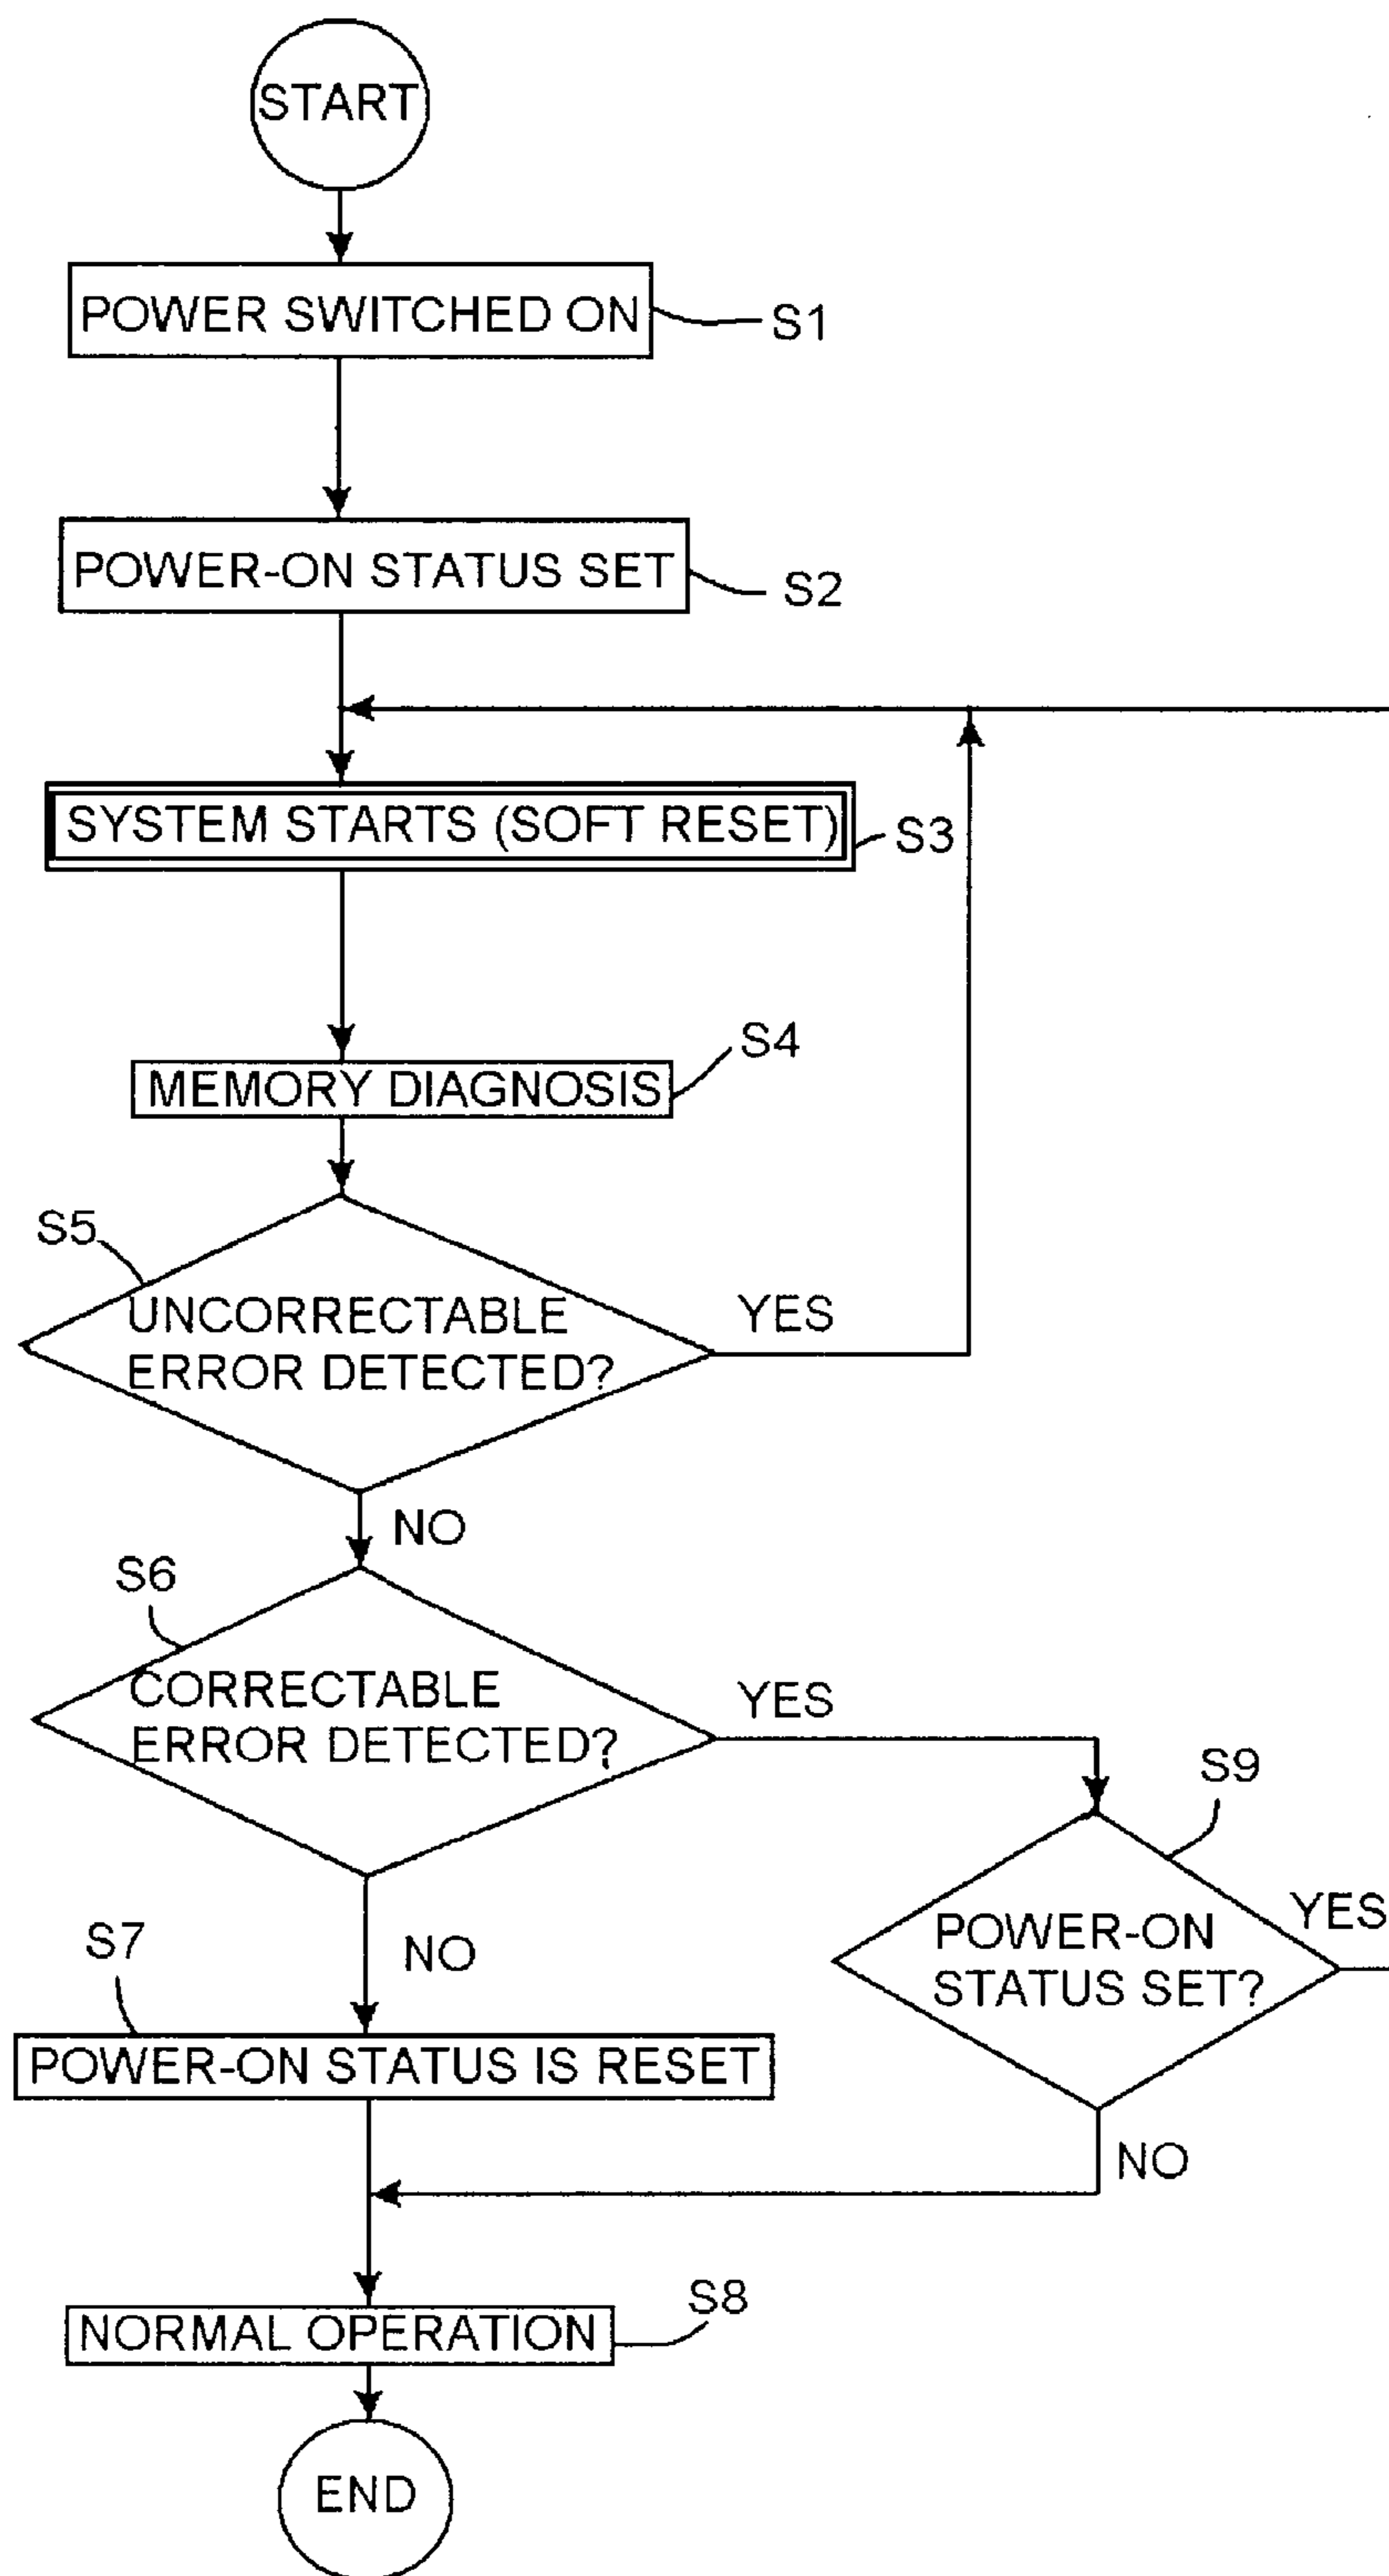 START
POWER SWITCHED ON
S1
POWER-ON STATUS SET
S2
SYSTEM STARTS (SOFT RESET)
S3
S4
MEMORY DIAGNOSIS
S5
UNCORRECTABLE
ERROR DETECTED?
YES
NO
S6
CORRECTABLE
ERROR DETECTED?
YES
S9
POWER-ON
STATUS SET?
YES
NO
S7
NO
POWER-ON STATUS IS RESET
S8
NORMAL OPERATION
END